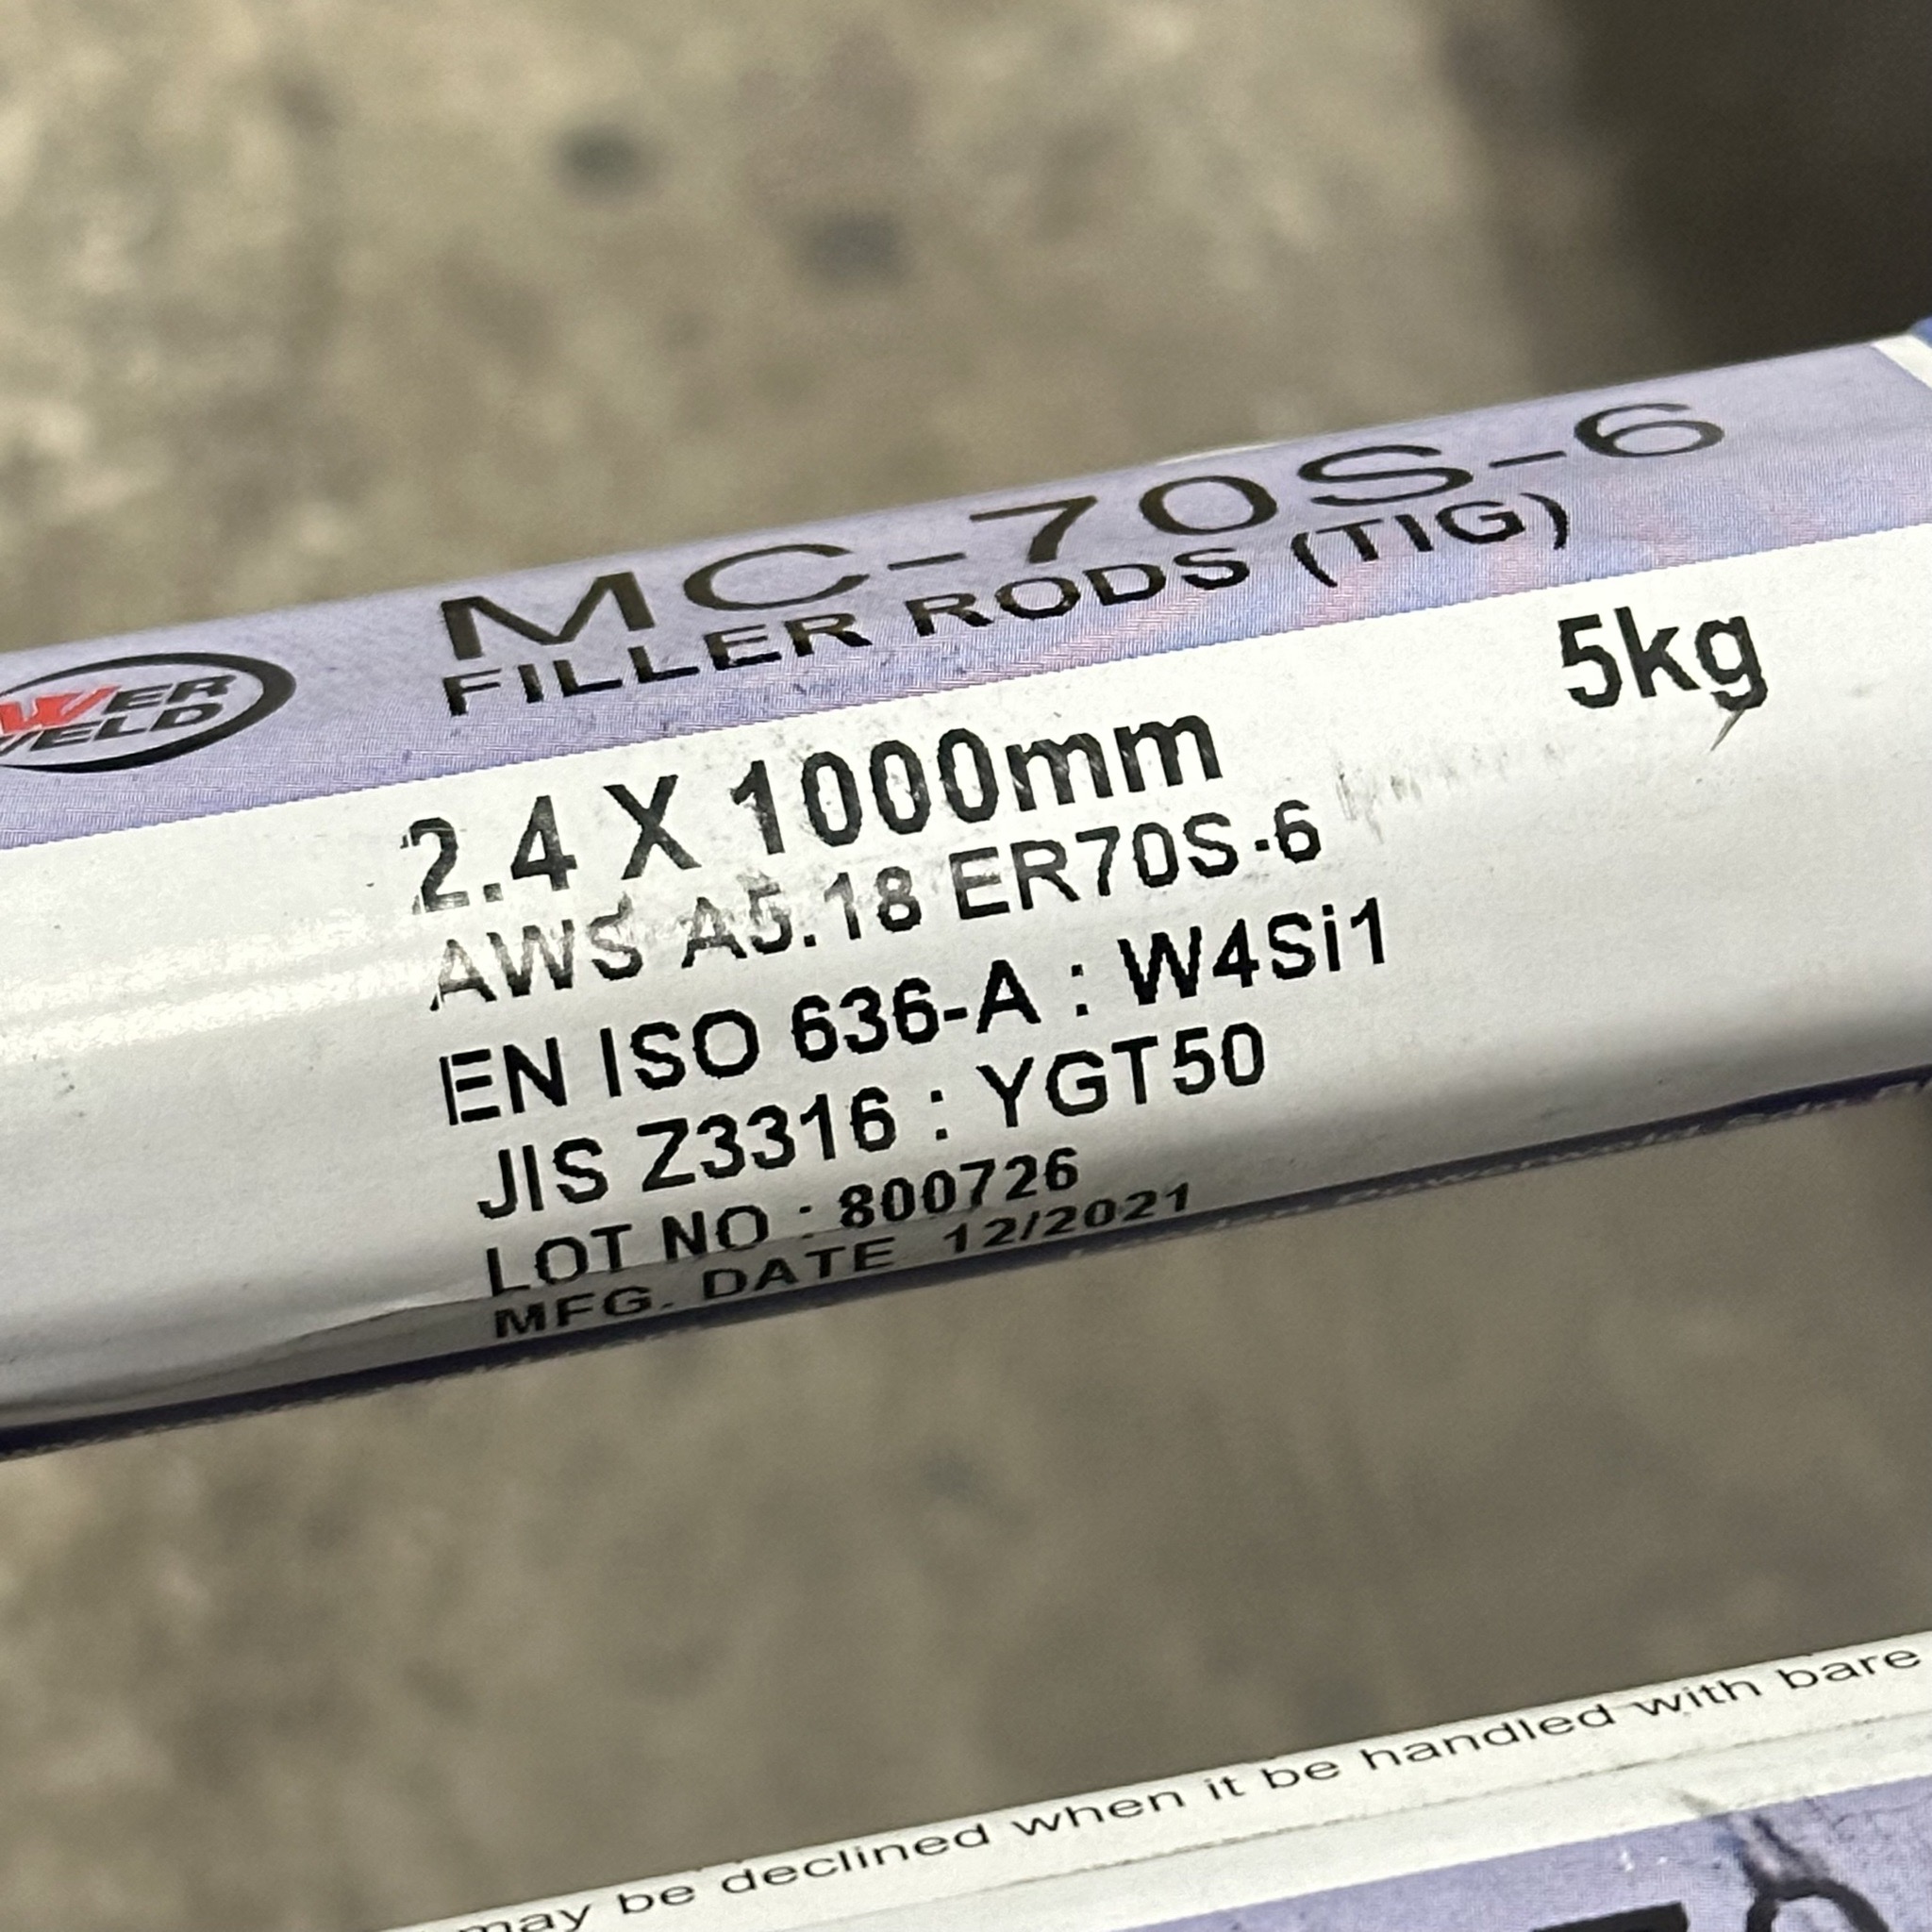 MC-70S-6
FILLER RODS (TIG)
WER
ELD
5kg
2.4 X 1000mm
AWS A5.18 ER70S-6
EN ISO 636-A : W4Si1
JIS Z3316 : YGT50
LOT NO : 800726
MFG. DATE 12/2021
may be declined when it be handled with bare